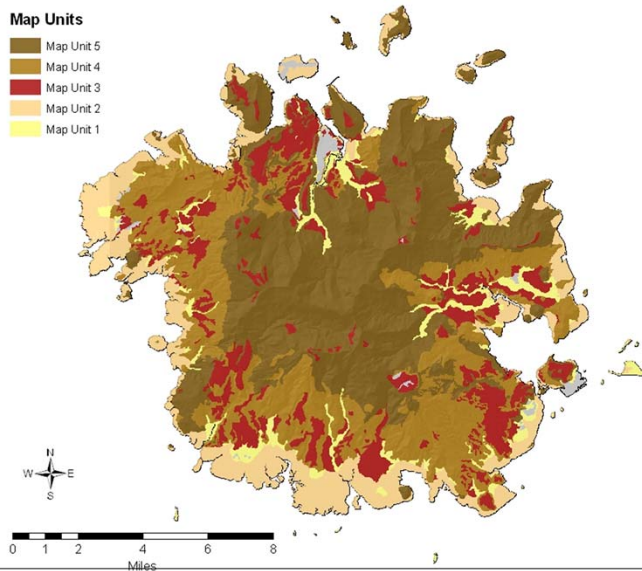 Map Units
Map Unit 5
Map Unit 4
Map Unit 3
Map Unit 2
Map Unit 1
N
W E
S
0 1 2 4 6 8
Miles